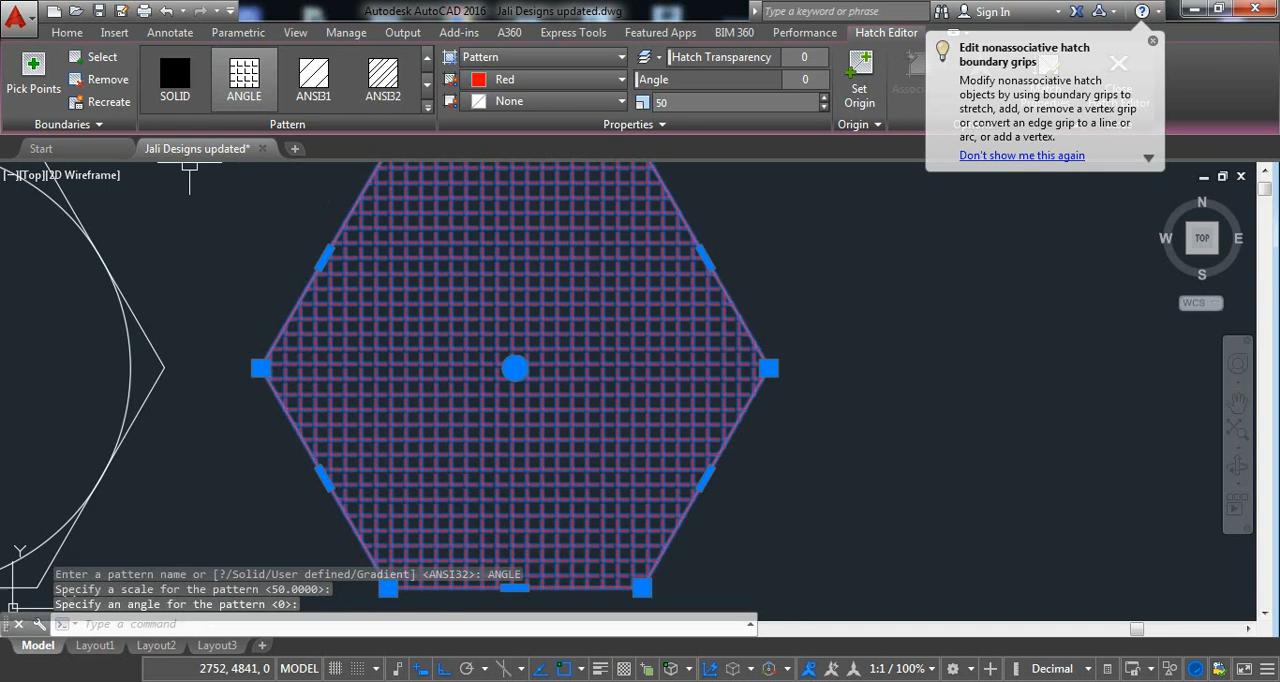 Autodesk AutoCAD 2016    Jali Designs updated.dwg
Type a keyword or phrase
Sign In
Home Insert Annotate Parametric View Manage Output Add-ins A360 Express Tools Featured Apps BIM 360 Performance Hatch Editor
Pick Points
Select
Remove
Recreate
SOLID
ANGLE
ANSI31
ANSI32
Pattern
Red
None
Hatch Transparency 0
Angle 0
50
Set
Origin
Boundaries
Pattern
Properties
Origin
Edit nonassociative hatch
boundary grips
Modify nonassociative hatch
objects by using boundary grips to
stretch, add, or remove a vertex grip
or convert an edge grip to a line or
arc, or add a vertex.
Don't show me this again
Start
Jali Designs updated*
[−][Top][2D Wireframe]
N
W
TOP
E
S
WCS
Y
Enter a pattern name or [?/Solid/User defined/Gradient] <ANSI32>: ANGLE
Specify a scale for the pattern <50.0000>:
Specify an angle for the pattern <0>:
Type a command
Model Layout1 Layout2 Layout3
2752, 4841, 0 MODEL
1:1 / 100%
Decimal